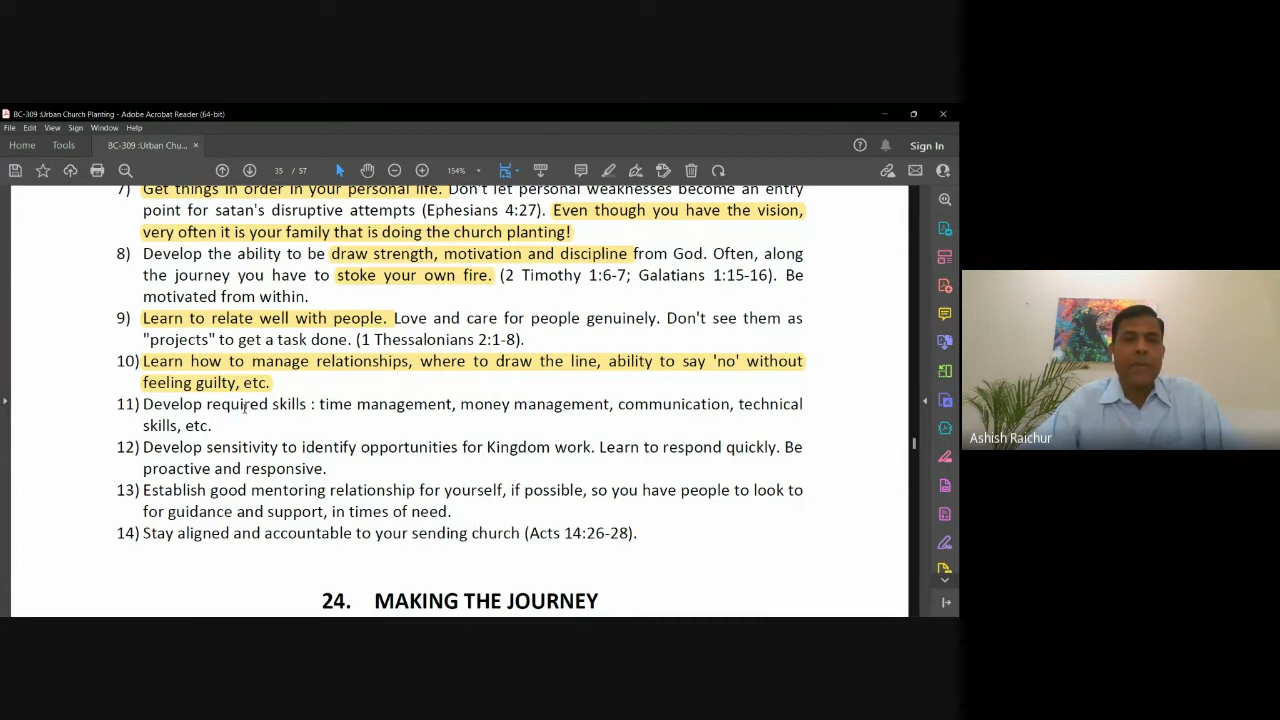 BC-309 :Urban Church Planting - Adobe Acrobat Reader (64-bit)
File Edit View Sign Window Help
Home Tools BC-309 :Urban Chu... × Sign In
35 / 57 154%
7) Get things in order in your personal life. Don't let personal weaknesses become an entry
point for satan's disruptive attempts (Ephesians 4:27). Even though you have the vision,
very often it is your family that is doing the church planting!
8) Develop the ability to be draw strength, motivation and discipline from God. Often, along
the journey you have to stoke your own fire. (2 Timothy 1:6-7; Galatians 1:15-16). Be
motivated from within.
9) Learn to relate well with people. Love and care for people genuinely. Don't see them as
"projects" to get a task done. (1 Thessalonians 2:1-8).
10) Learn how to manage relationships, where to draw the line, ability to say 'no' without
feeling guilty, etc.
11) Develop required skills : time management, money management, communication, technical
skills, etc.
12) Develop sensitivity to identify opportunities for Kingdom work. Learn to respond quickly. Be
proactive and responsive.
13) Establish good mentoring relationship for yourself, if possible, so you have people to look to
for guidance and support, in times of need.
14) Stay aligned and accountable to your sending church (Acts 14:26-28).
24. MAKING THE JOURNEY
Ashish Raichur